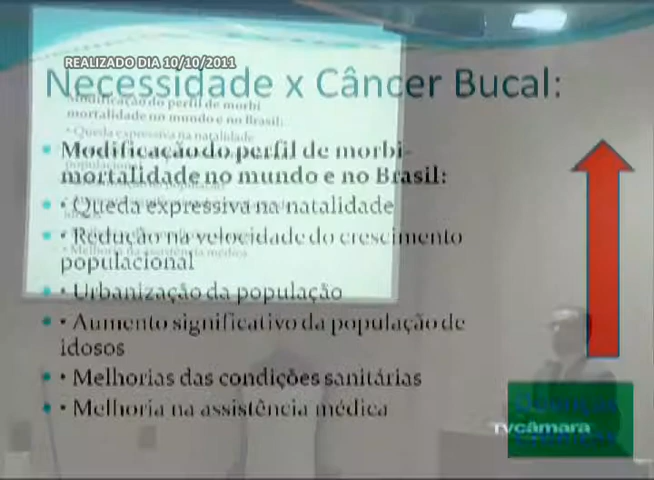 REALIZADO DIA 10/10/2011
Necessidade x Câncer Bucal:
• Modificação do perfil de morbi-
mortalidade no mundo e no Brasil:
• • Queda expressiva na natalidade
• • Redução na velocidade do crescimento
populacional
• • Urbanização da população
• • Aumento significativo da população de
idosos
• • Melhorias das condições sanitárias
• • Melhoria na assistência médica
Doenças
Crônicas
TVcâmara